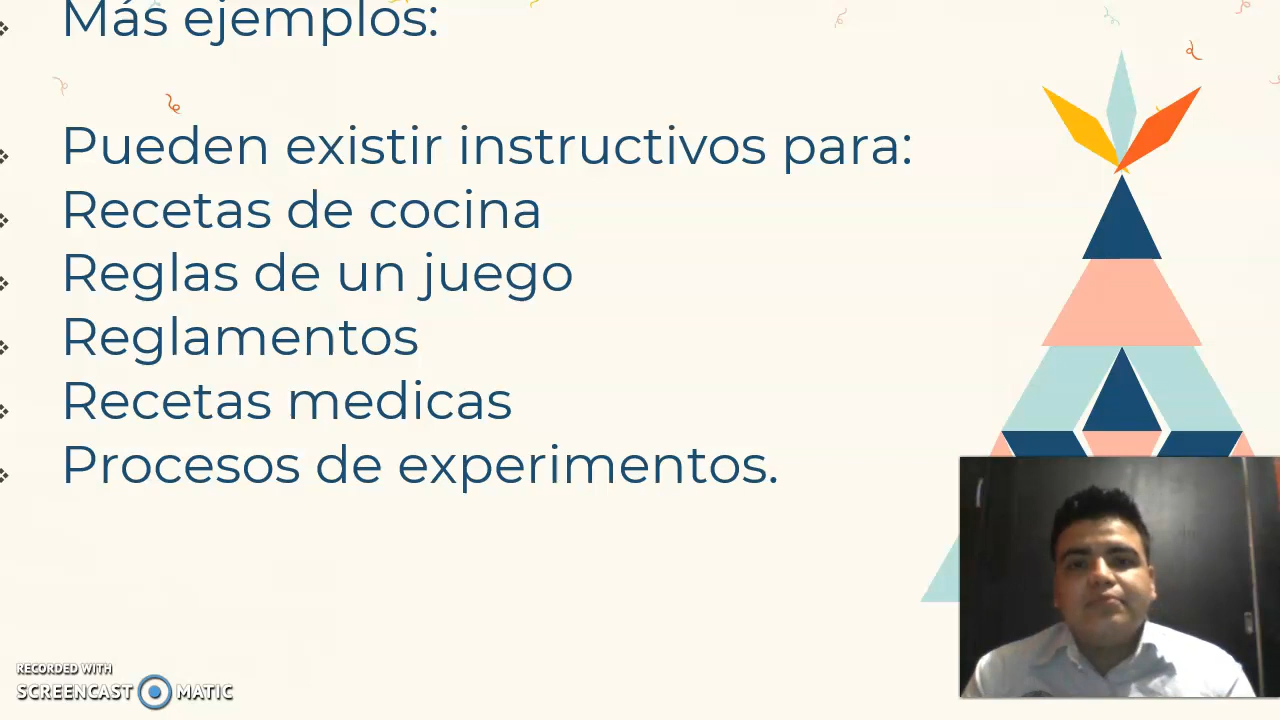 Más ejemplos:
Pueden existir instructivos para:
Recetas de cocina
Reglas de un juego
Reglamentos
Recetas medicas
Procesos de experimentos.
RECORDED WITH
SCREENCAST MATIC